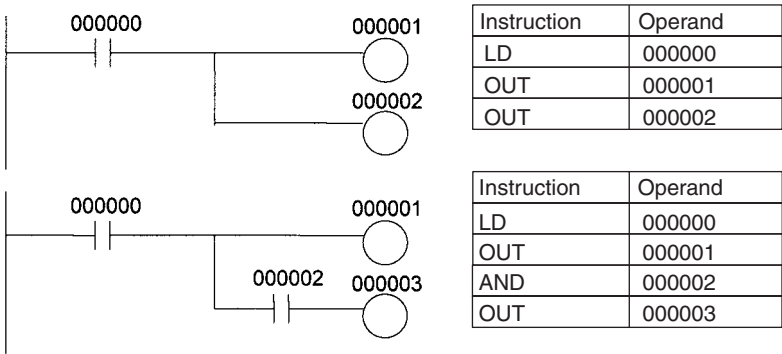 000000
000001
000002
Instruction Operand
LD 000000
OUT 000001
OUT 000002
000000
000001
000002
000003
Instruction Operand
LD 000000
OUT 000001
AND 000002
OUT 000003